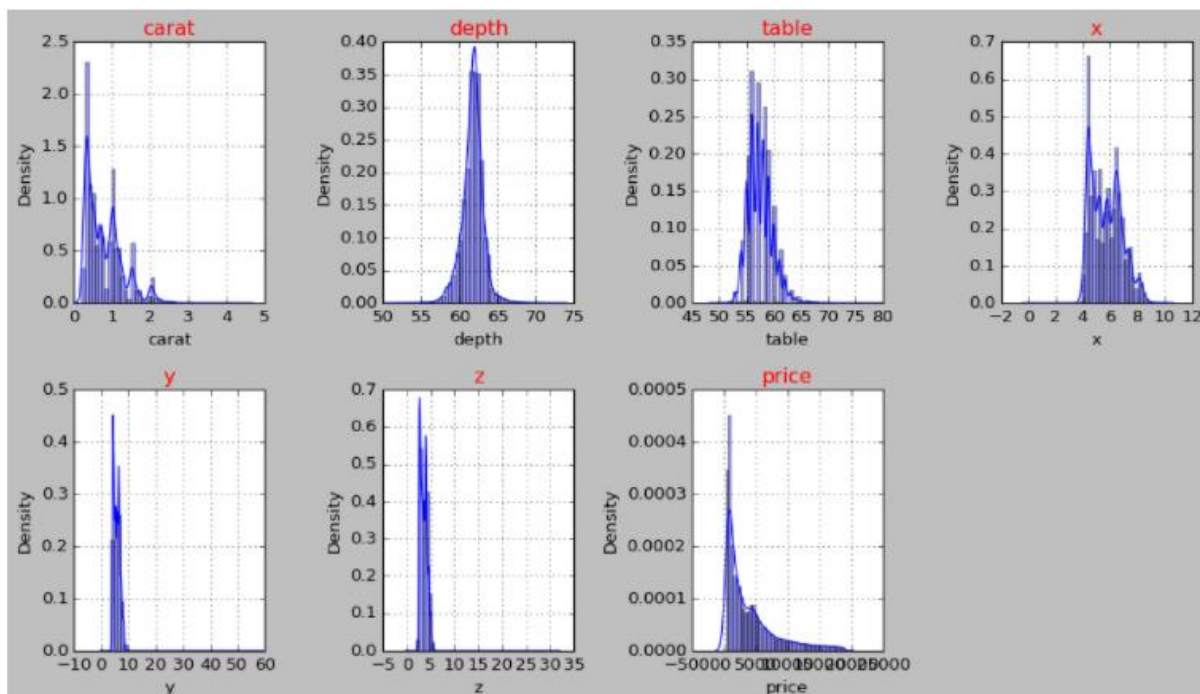 carat
2.5
2.0
1.5
1.0
0.5
0.0
Density
0 1 2 3 4 5
carat
depth
0.40
0.35
0.30
0.25
0.20
0.15
0.10
0.05
0.00
Density
50 55 60 65 70 75
depth
table
0.35
0.30
0.25
0.20
0.15
0.10
0.05
0.00
Density
45 50 55 60 65 70 75 80
table
x
0.7
0.6
0.5
0.4
0.3
0.2
0.1
0.0
Density
−2 0 2 4 6 8 10 12
x
y
0.5
0.4
0.3
0.2
0.1
0.0
Density
−10 0 10 20 30 40 50 60
y
z
0.7
0.6
0.5
0.4
0.3
0.2
0.1
0.0
Density
−5 0 5 10 15 20 25 30 35
z
price
0.0005
0.0004
0.0003
0.0002
0.0001
0.0000
Density
−5000 0 5000 10000 15000 20000 25000
price